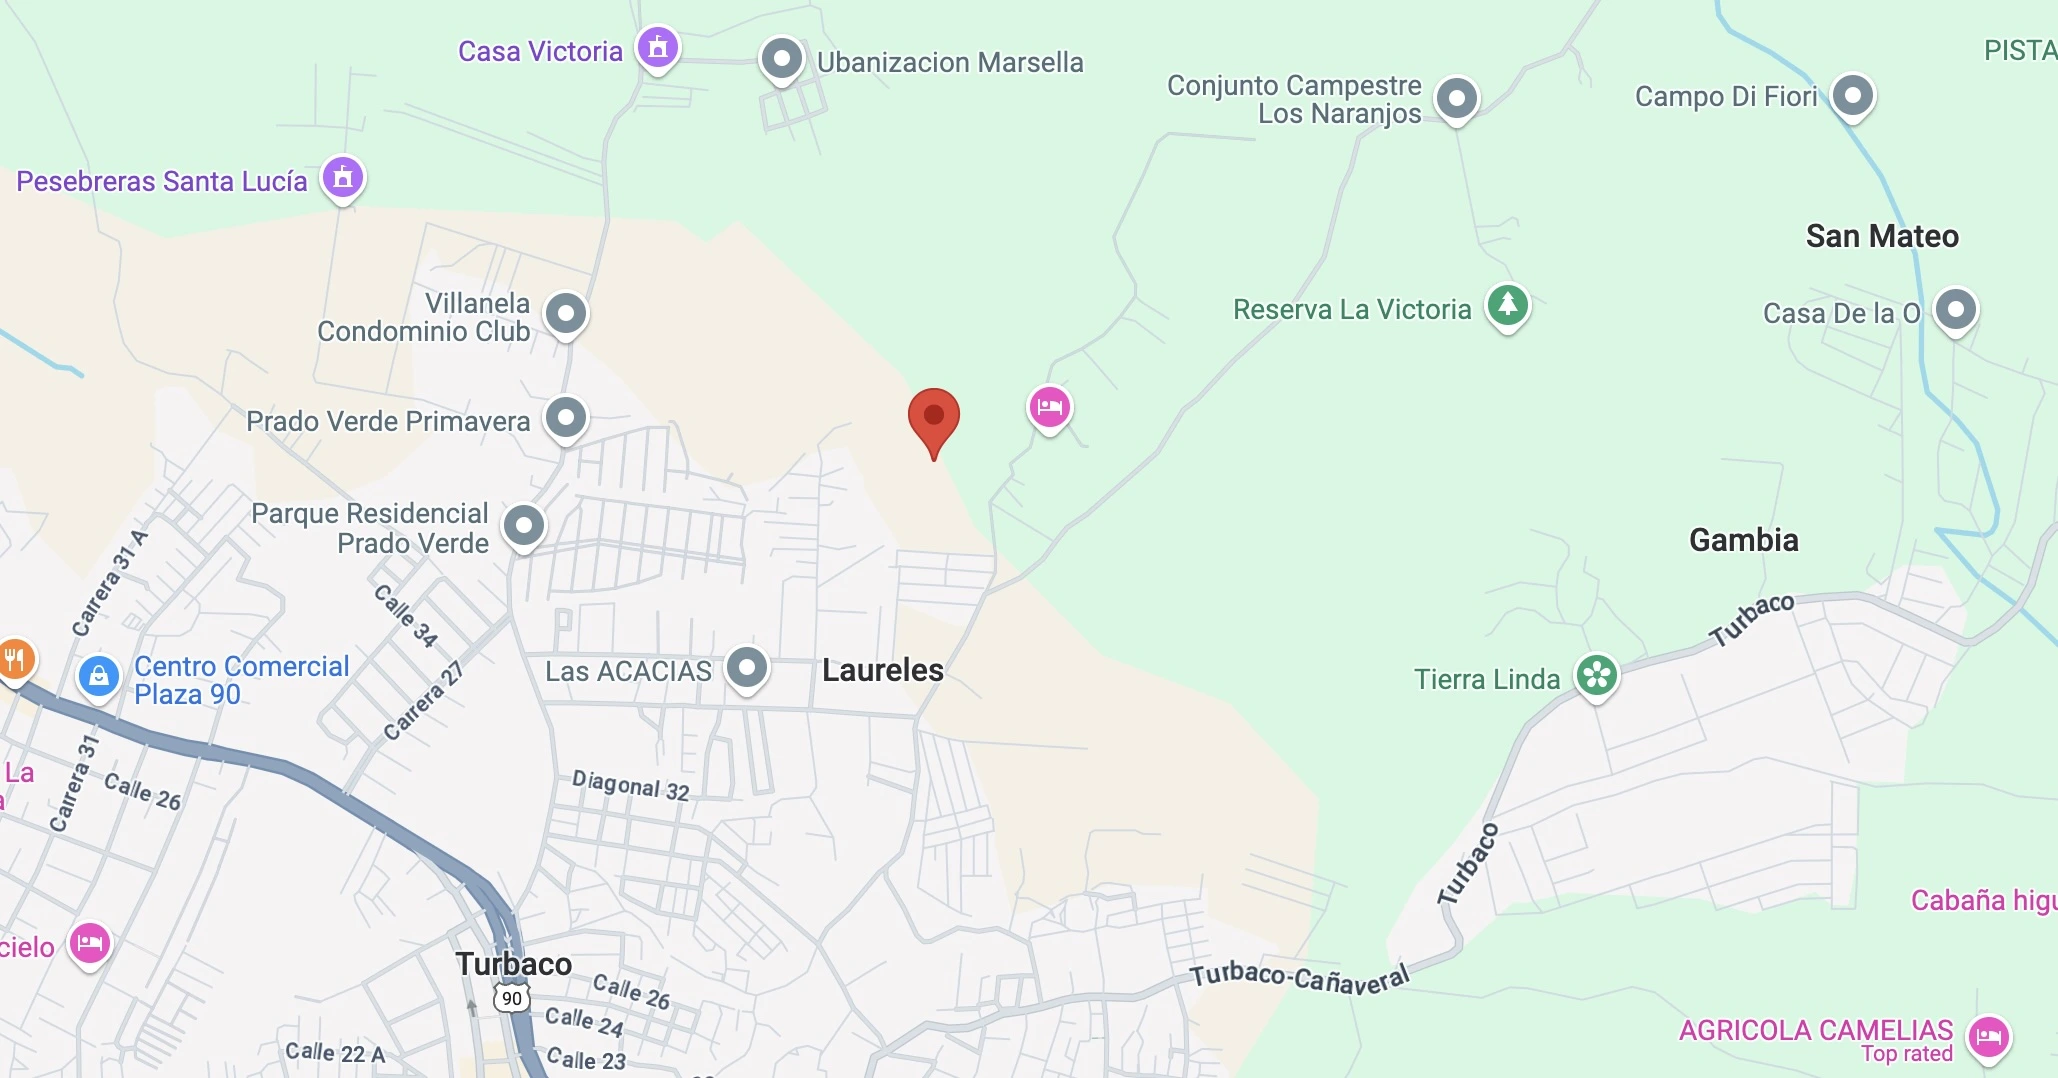 Casa Victoria
Ubanizacion Marsella
PISTA
Conjunto Campestre
Los Naranjos
Campo Di Fiori
Pesebreras Santa Lucía
San Mateo
Villanela
Condominio Club
Reserva La Victoria
Casa De la O
Prado Verde Primavera
Parque Residencial
Prado Verde
Gambia
Carrera 31 A
Calle 34
Turbaco
Centro Comercial
Plaza 90
Las ACACIAS
Laureles
Tierra Linda
Carrera 27
Carrera 31
La
a
Calle 26
Diagonal 32
Turbaco
Cabaña higu
cielo
Turbaco
90
Calle 26
Turbaco-Cañaveral
Calle 24
Calle 22 A
Calle 23
AGRICOLA CAMELIAS
Top rated